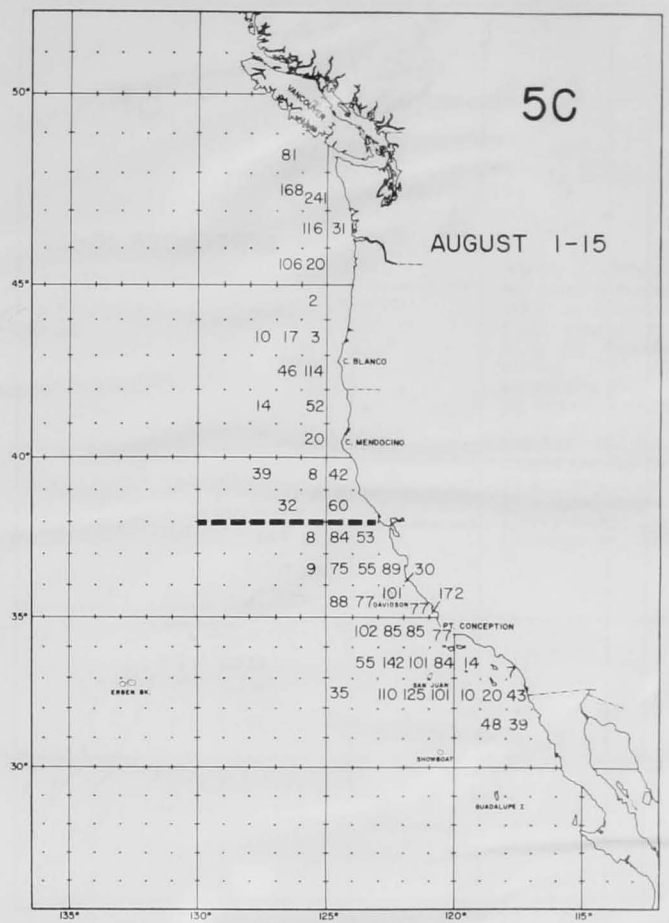 5C
50°
VANCOUVER
81
168 241
116 31
AUGUST 1-15
106 20
45°
2
10 17 3
C. BLANCO
46 114
14 52
20 C. MENDOCINO
40°
39 8 42
32 60
8 84 53
9 75 55 89 30
101 172
88 77 DAVIDSON 77
35°
PT. CONCEPTION
102 85 85 77
55 142 101 84 14 7
SAN JUAN
ERBEN BK.
35 110 125 101 10 20 43
48 39
SHOWBOAT
30°
GUADALUPE I.
135° 130° 125° 120° 115°